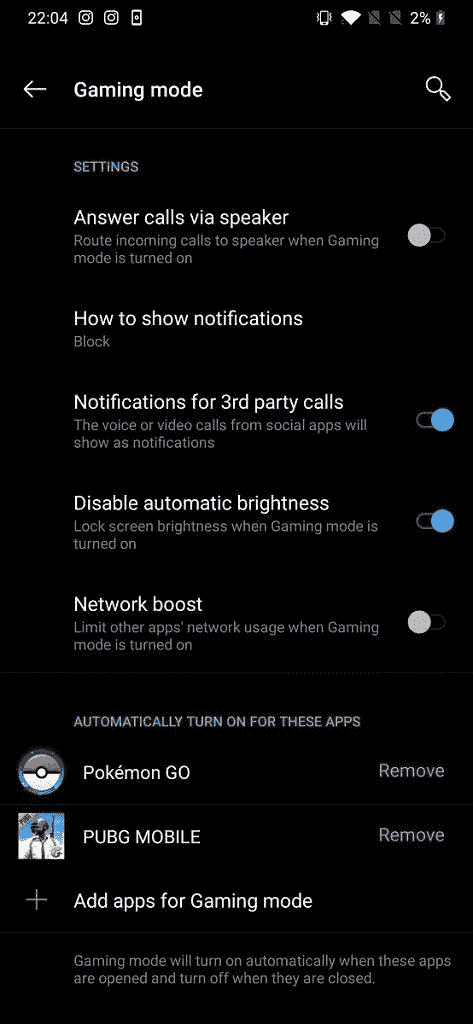 22:04 2%
Gaming mode
SETTINGS
Answer calls via speaker
Route incoming calls to speaker when Gaming
mode is turned on
How to show notifications
Block
Notifications for 3rd party calls
The voice or video calls from social apps will
show as notifications
Disable automatic brightness
Lock screen brightness when Gaming mode is
turned on
Network boost
Limit other apps' network usage when Gaming
mode is turned on
AUTOMATICALLY TURN ON FOR THESE APPS
Pokémon GO Remove
PUBG MOBILE Remove
Add apps for Gaming mode
Gaming mode will turn on automatically when these apps
are opened and turn off when they are closed.